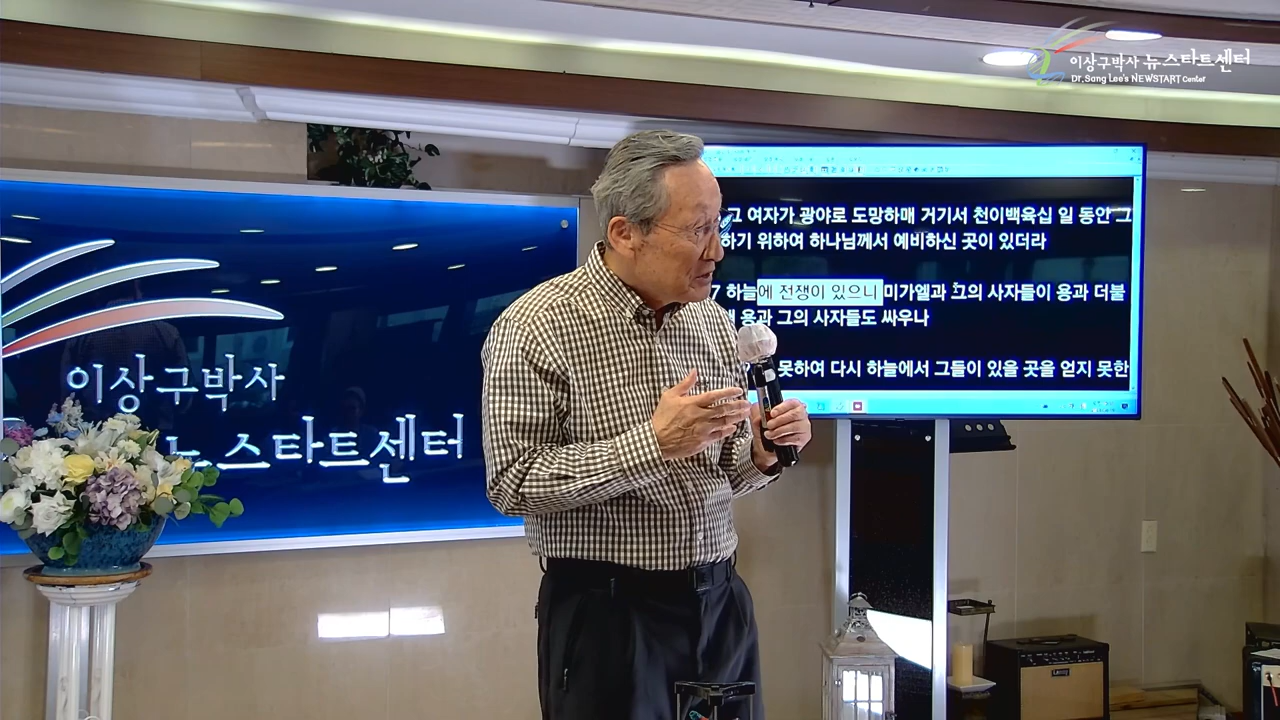 이상구박사 뉴스타트센터
Dr. Sang Lee's NEWSTART Center
이상구박사
뉴스타트센터
그 여자가 광야로 도망하매 거기서 천이백육십 일 동안 그
하기 위하여 하나님께서 예비하신 곳이 있더라
7 하늘에 전쟁이 있으니 미가엘과 그의 사자들이 용과 더불
용과 그의 사자들도 싸우나
못하여 다시 하늘에서 그들이 있을 곳을 얻지 못한